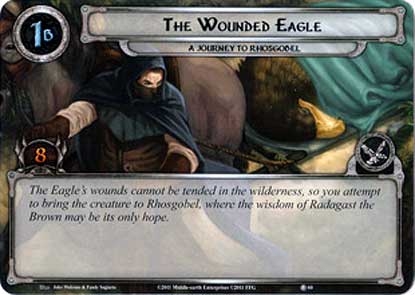 1B
THE WOUNDED EAGLE
A JOURNEY TO RHOSGOBEL
8
The Eagle's wounds cannot be tended in the wilderness, so you attempt
to bring the creature to Rhosgobel, where the wisdom of Radagast the
Brown may be its only hope.
©2011 Middle-earth Enterprises ©2011 FFG